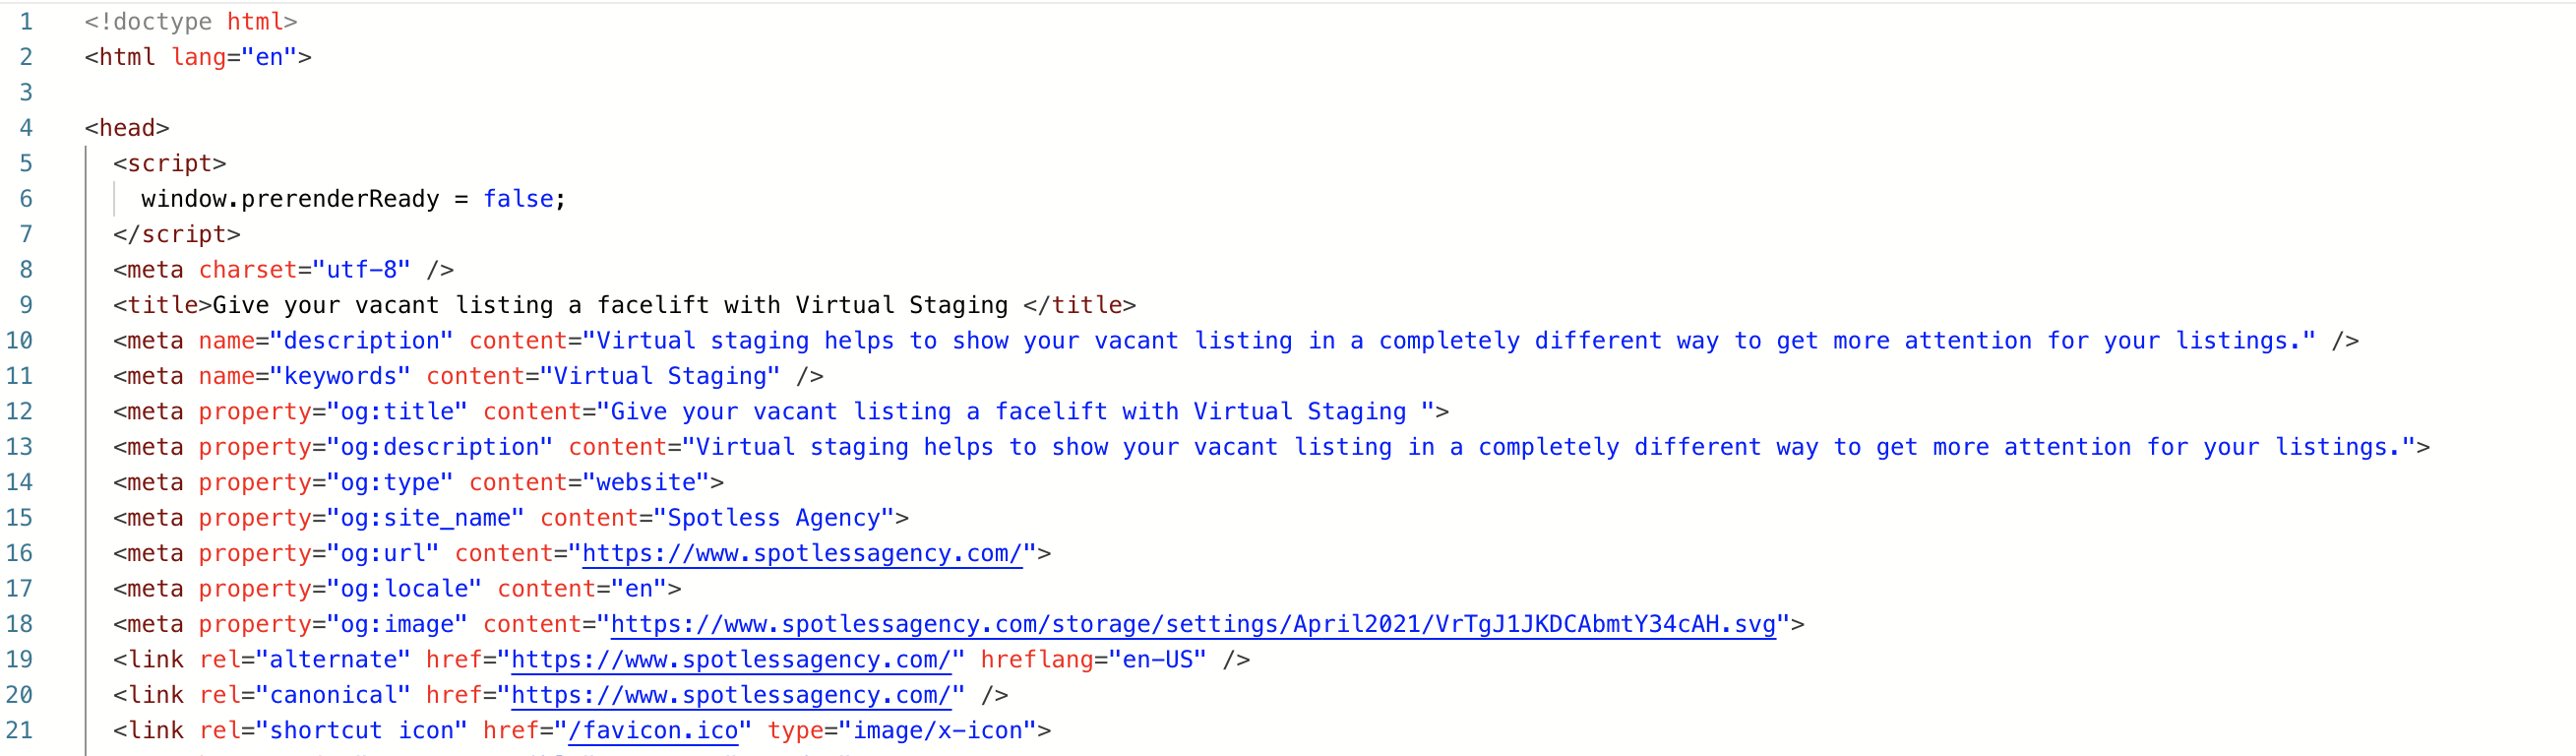 1 <!doctype html>
2 <html lang="en">
3
4 <head>
5 <script>
6 window.prerenderReady = false;
7 </script>
8 <meta charset="utf-8" />
9 <title>Give your vacant listing a facelift with Virtual Staging </title>
10 <meta name="description" content="Virtual staging helps to show your vacant listing in a completely different way to get more attention for your listings." />
11 <meta name="keywords" content="Virtual Staging" />
12 <meta property="og:title" content="Give your vacant listing a facelift with Virtual Staging ">
13 <meta property="og:description" content="Virtual staging helps to show your vacant listing in a completely different way to get more attention for your listings.">
14 <meta property="og:type" content="website">
15 <meta property="og:site_name" content="Spotless Agency">
16 <meta property="og:url" content="https://www.spotlessagency.com/">
17 <meta property="og:locale" content="en">
18 <meta property="og:image" content="https://www.spotlessagency.com/storage/settings/April2021/VrTgJ1JKDCAbmtY34cAH.svg">
19 <link rel="alternate" href="https://www.spotlessagency.com/" hreflang="en-US" />
20 <link rel="canonical" href="https://www.spotlessagency.com/" />
21 <link rel="shortcut icon" href="/favicon.ico" type="image/x-icon">